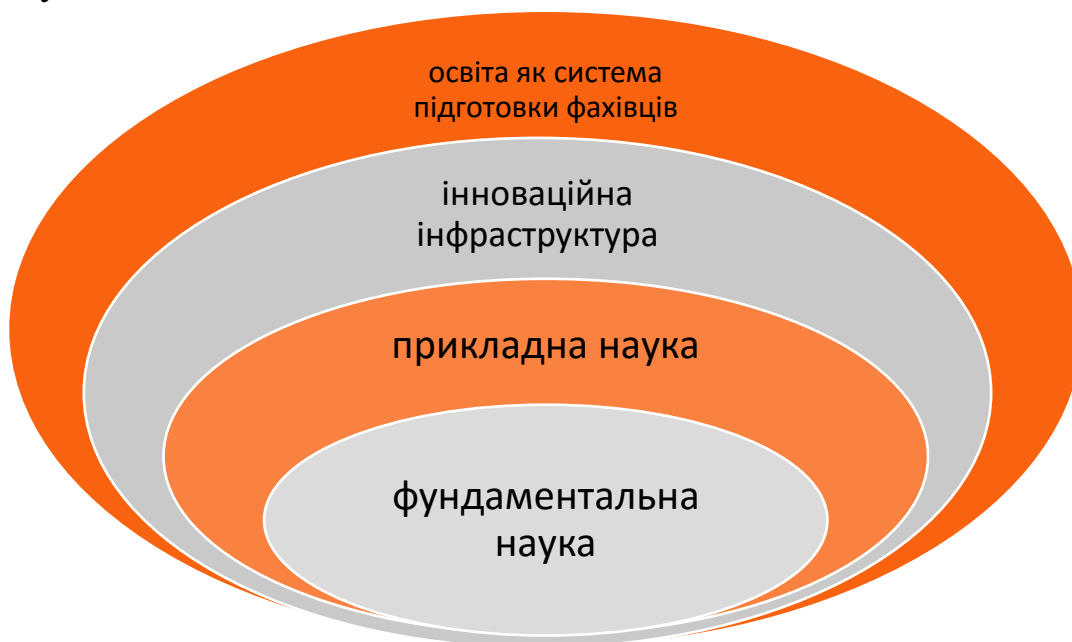 освіта як система
підготовки фахівців
інноваційна
інфраструктура
прикладна наука
фундаментальна
наука